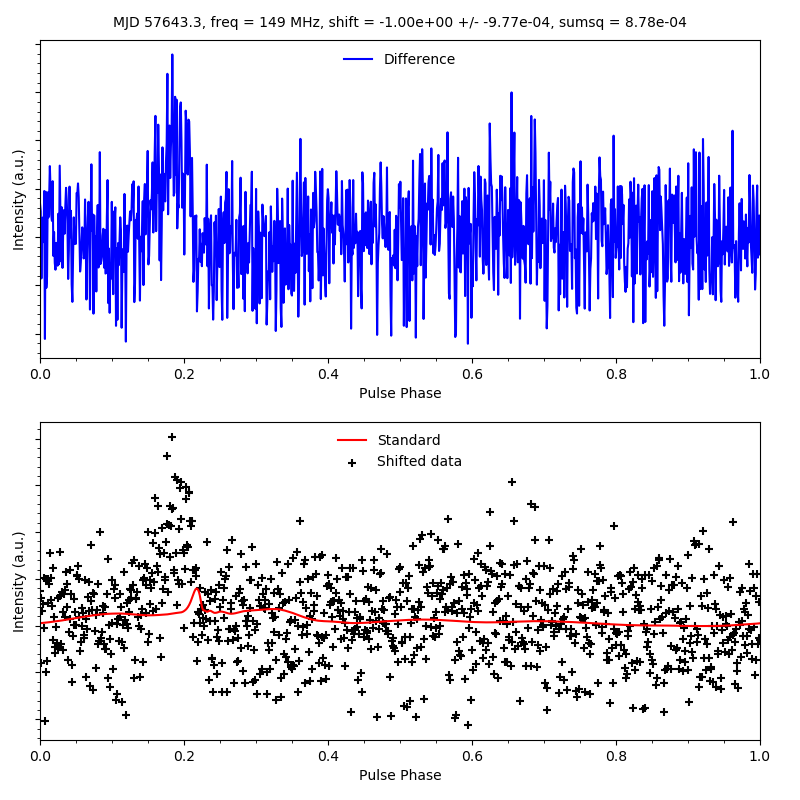 MJD 57643.3, freq = 149 MHz, shift = -1.00e+00 +/- -9.77e-04, sumsq = 8.78e-04
Difference
Intensity (a.u.)
0.0 0.2 0.4 0.6 0.8 1.0
Pulse Phase
Standard
Shifted data
Intensity (a.u.)
0.0 0.2 0.4 0.6 0.8 1.0
Pulse Phase